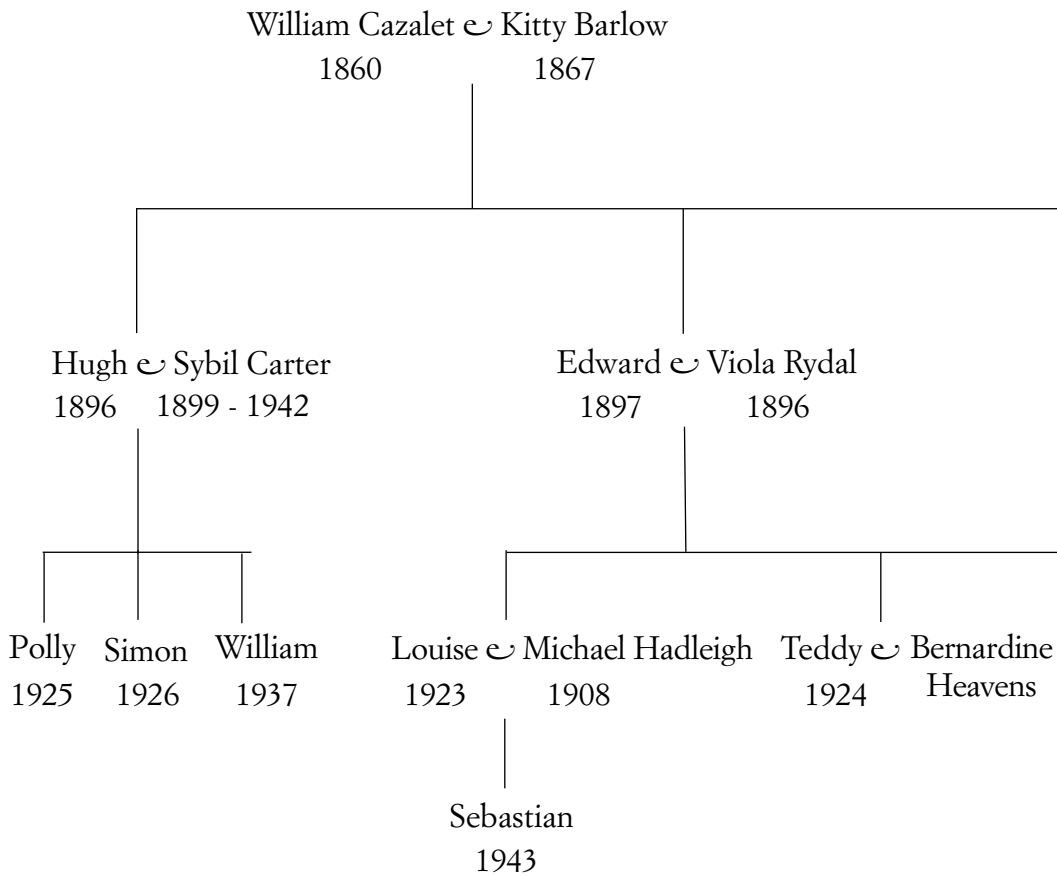 William Cazalet & Kitty Barlow
1860 1867
Hugh & Sybil Carter
1896 1899 - 1942
Edward & Viola Rydal
1897 1896
Polly Simon William
1925 1926 1937
Louise & Michael Hadleigh
1923 1908
Teddy & Bernardine
1924 Heavens
Sebastian
1943